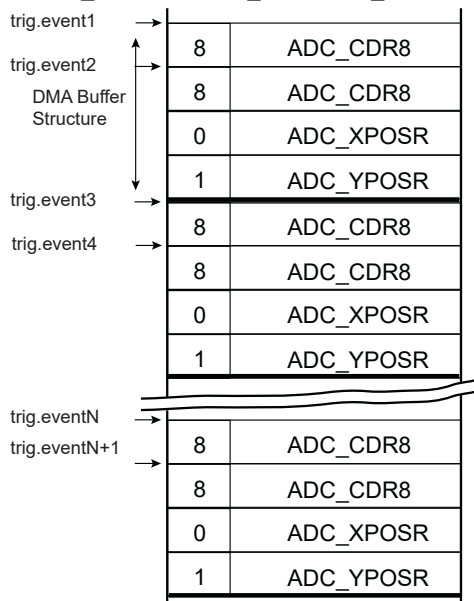 trig.event1
8 ADC_CDR8
trig.event2
8 ADC_CDR8
DMA Buffer
Structure
0 ADC_XPOSR
1 ADC_YPOSR
trig.event3
8 ADC_CDR8
trig.event4
8 ADC_CDR8
0 ADC_XPOSR
1 ADC_YPOSR
trig.eventN
8 ADC_CDR8
trig.eventN+1
8 ADC_CDR8
0 ADC_XPOSR
1 ADC_YPOSR